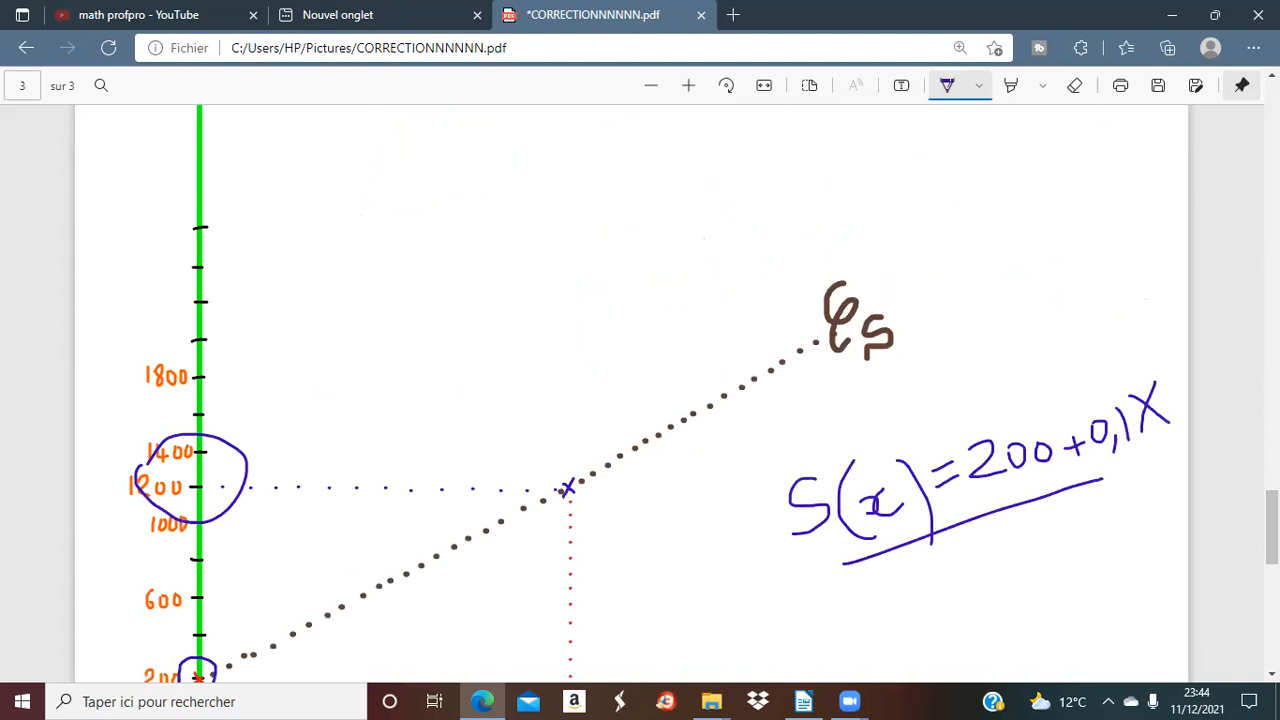 math profpro - YouTube
Nouvel onglet
*CORRECTIONNNNNN.pdf
Fichier
C:/Users/HP/Pictures/CORRECTIONNNNNN.pdf
3 sur 3
1800
1400
1200
1000
600
200
S(x) = 200 + 0,1X
Taper ici pour rechercher
12°C
23:44
11/12/2021